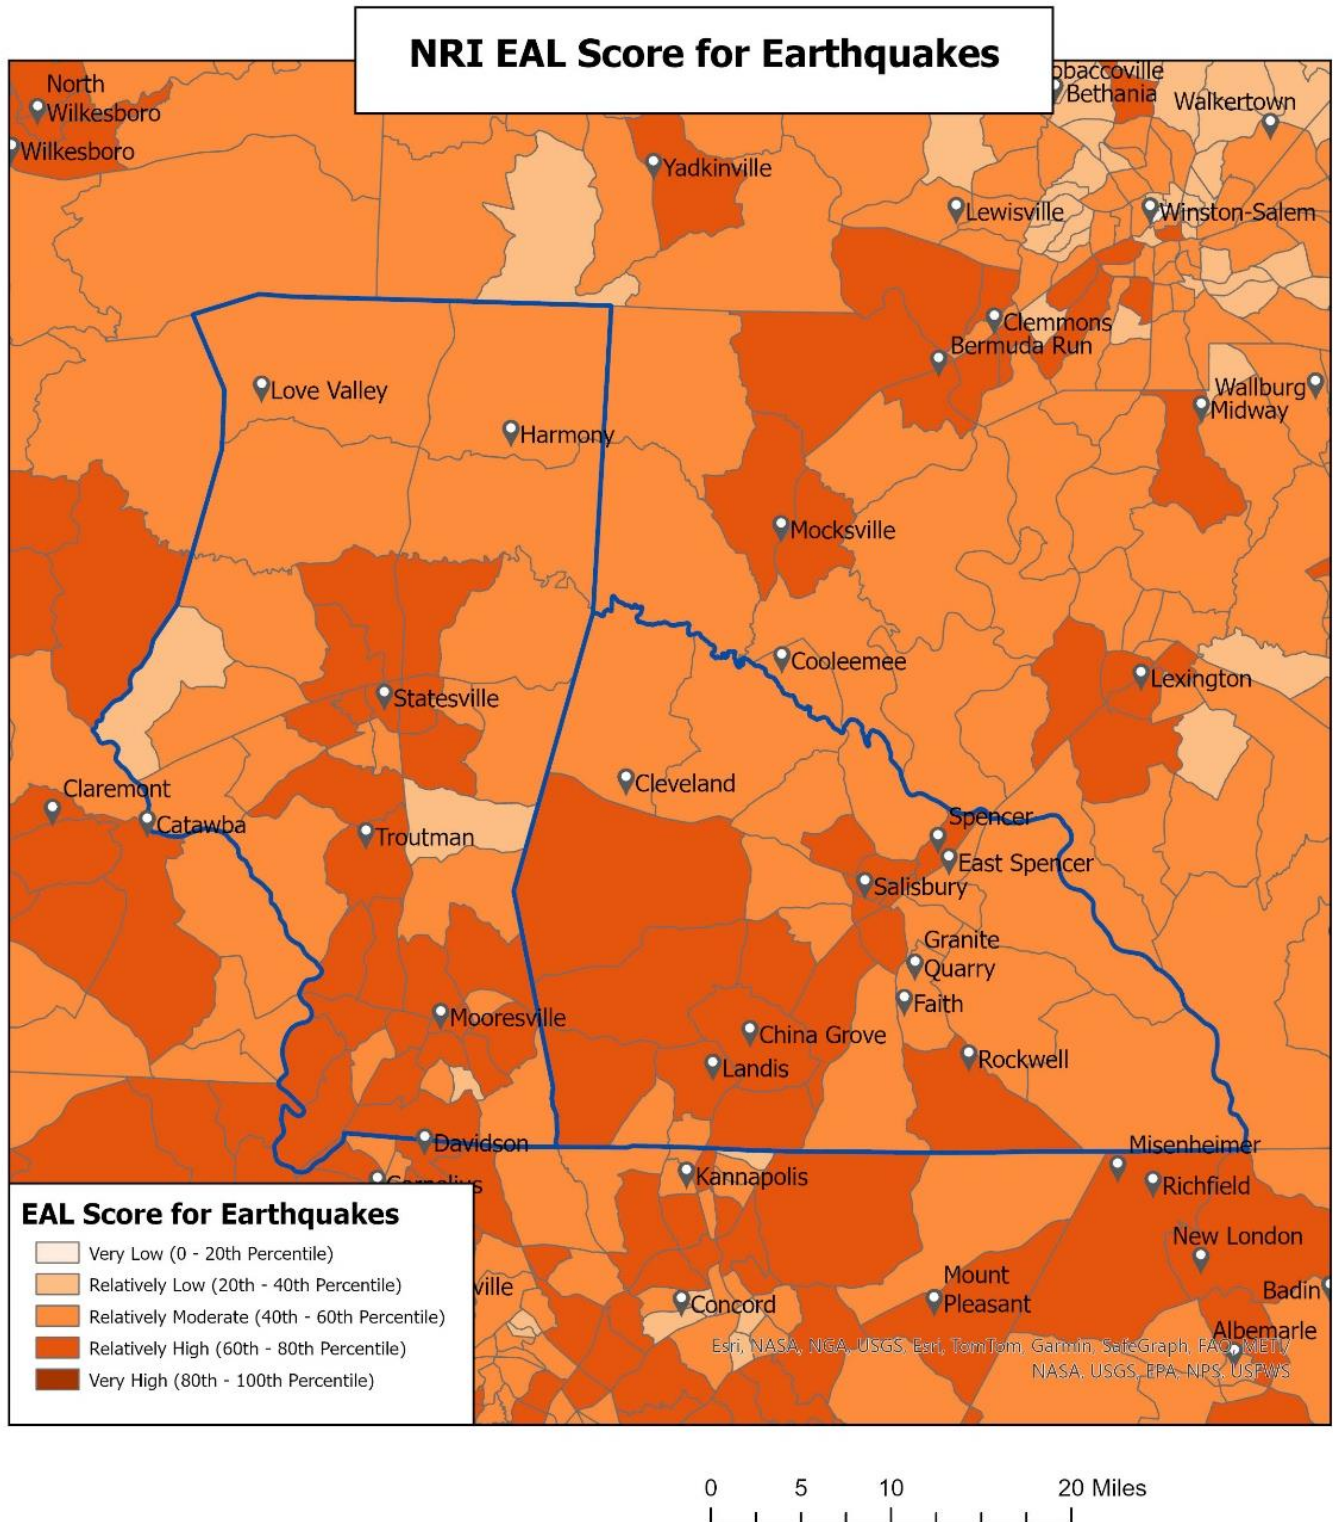 NRI EAL Score for Earthquakes
North
Wilkesboro
Wilkesboro
Yadkinville
obaccoville
Bethania
Walkertown
Lewisville
Winston-Salem
Clemmons
Bermuda Run
Wallburg
Midway
Love Valley
Harmony
Mocksville
Cooleemee
Lexington
Statesville
Cleveland
Claremont
Catawba
Troutman
Spencer
East Spencer
Salisbury
Granite
Quarry
Faith
Mooresville
China Grove
Landis
Rockwell
Davidson
Cornelius
Misenheimer
Kannapolis
Richfield
New London
ville
Concord
Mount
Pleasant
Badin
Albemarle
Esri, NASA, NGA, USGS, Esri, TomTom, Garmin, SafeGraph, FAO, METI/
NASA, USGS, EPA, NPS, USFWS
EAL Score for Earthquakes
Very Low (0 - 20th Percentile)
Relatively Low (20th - 40th Percentile)
Relatively Moderate (40th - 60th Percentile)
Relatively High (60th - 80th Percentile)
Very High (80th - 100th Percentile)
0 5 10 20 Miles